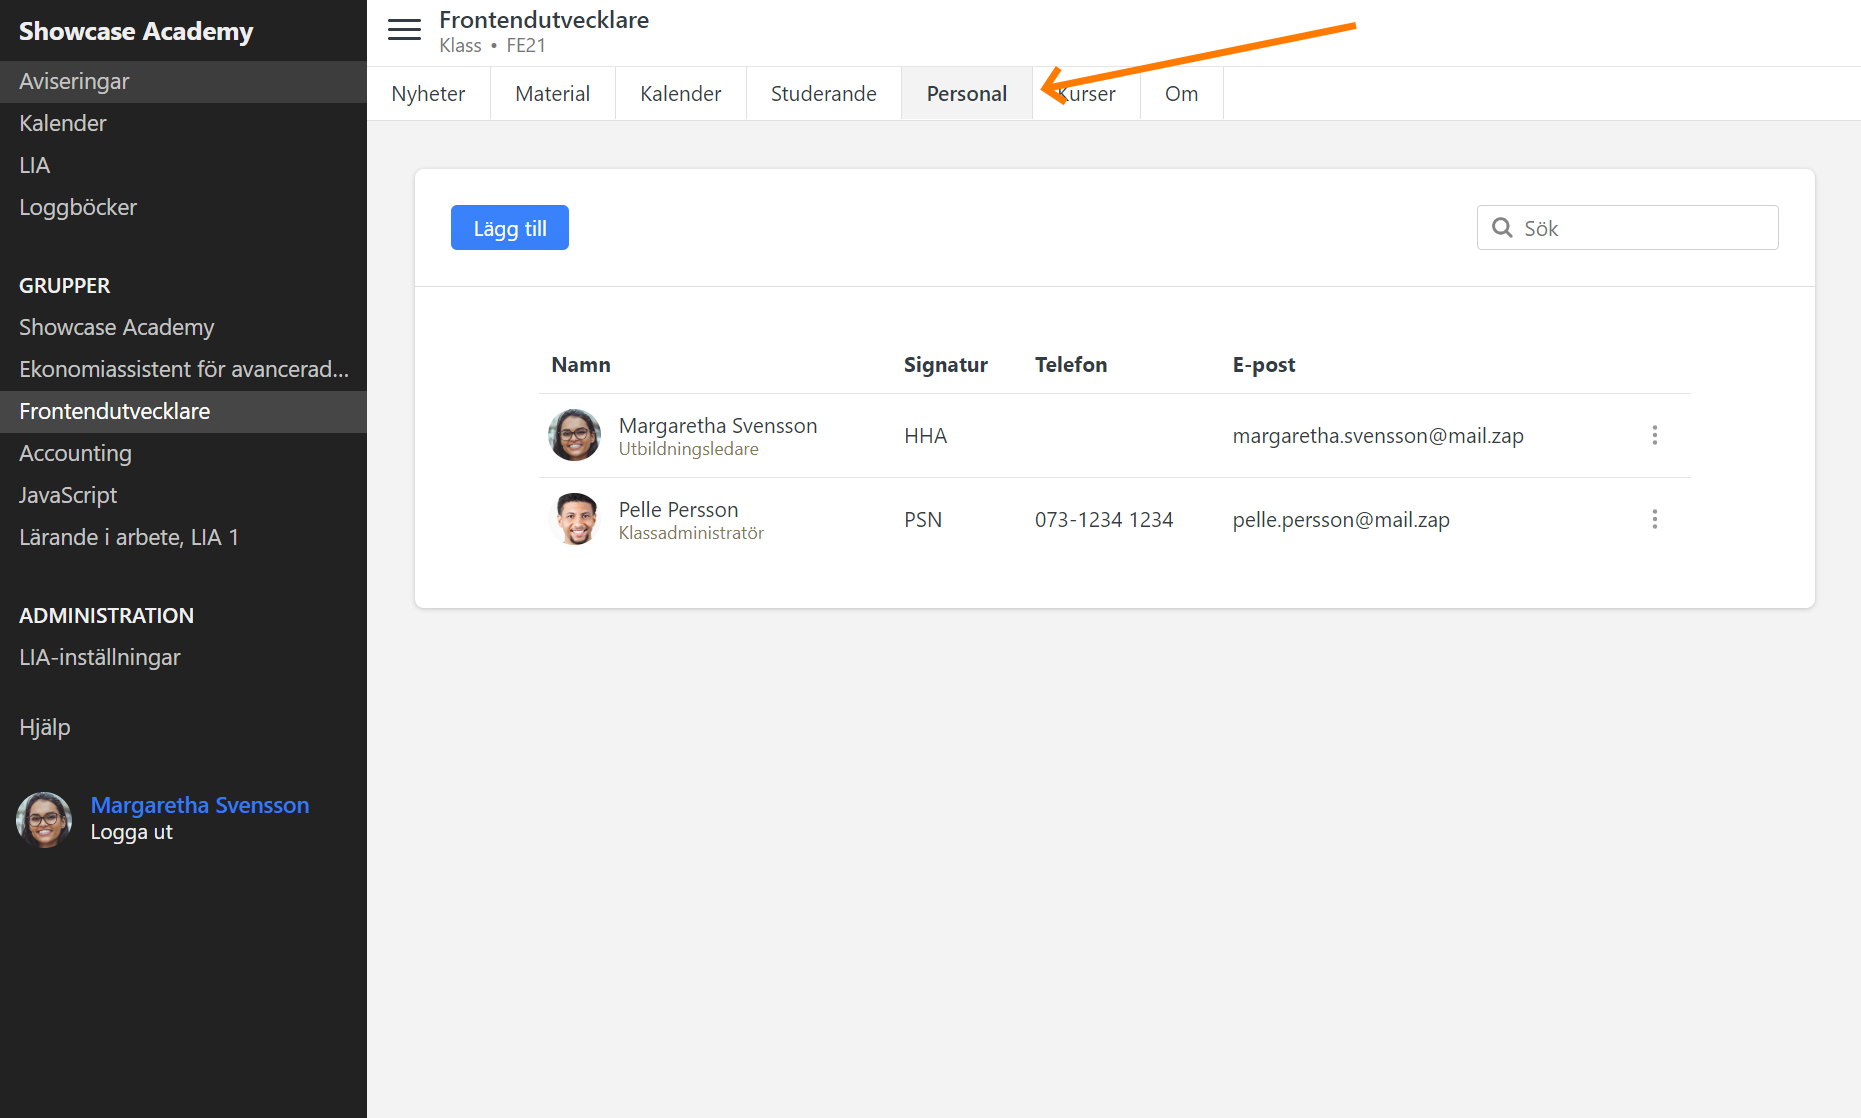 Showcase Academy
Aviseringar
Kalender
LIA
Loggböcker
GRUPPER
Showcase Academy
Ekonomiassistent för avancerad...
Frontendutvecklare
Accounting
JavaScript
Lärande i arbete, LIA 1
ADMINISTRATION
LIA-inställningar
Hjälp
Margaretha Svensson
Logga ut
Frontendutvecklare
Klass • FE21
Nyheter Material Kalender Studerande Personal Kurser Om
Lägg till
Sök
Namn Signatur Telefon E-post
Margaretha Svensson HHA margaretha.svensson@mail.zap
Utbildningsledare
Pelle Persson PSN 073-1234 1234 pelle.persson@mail.zap
Klassadministratör